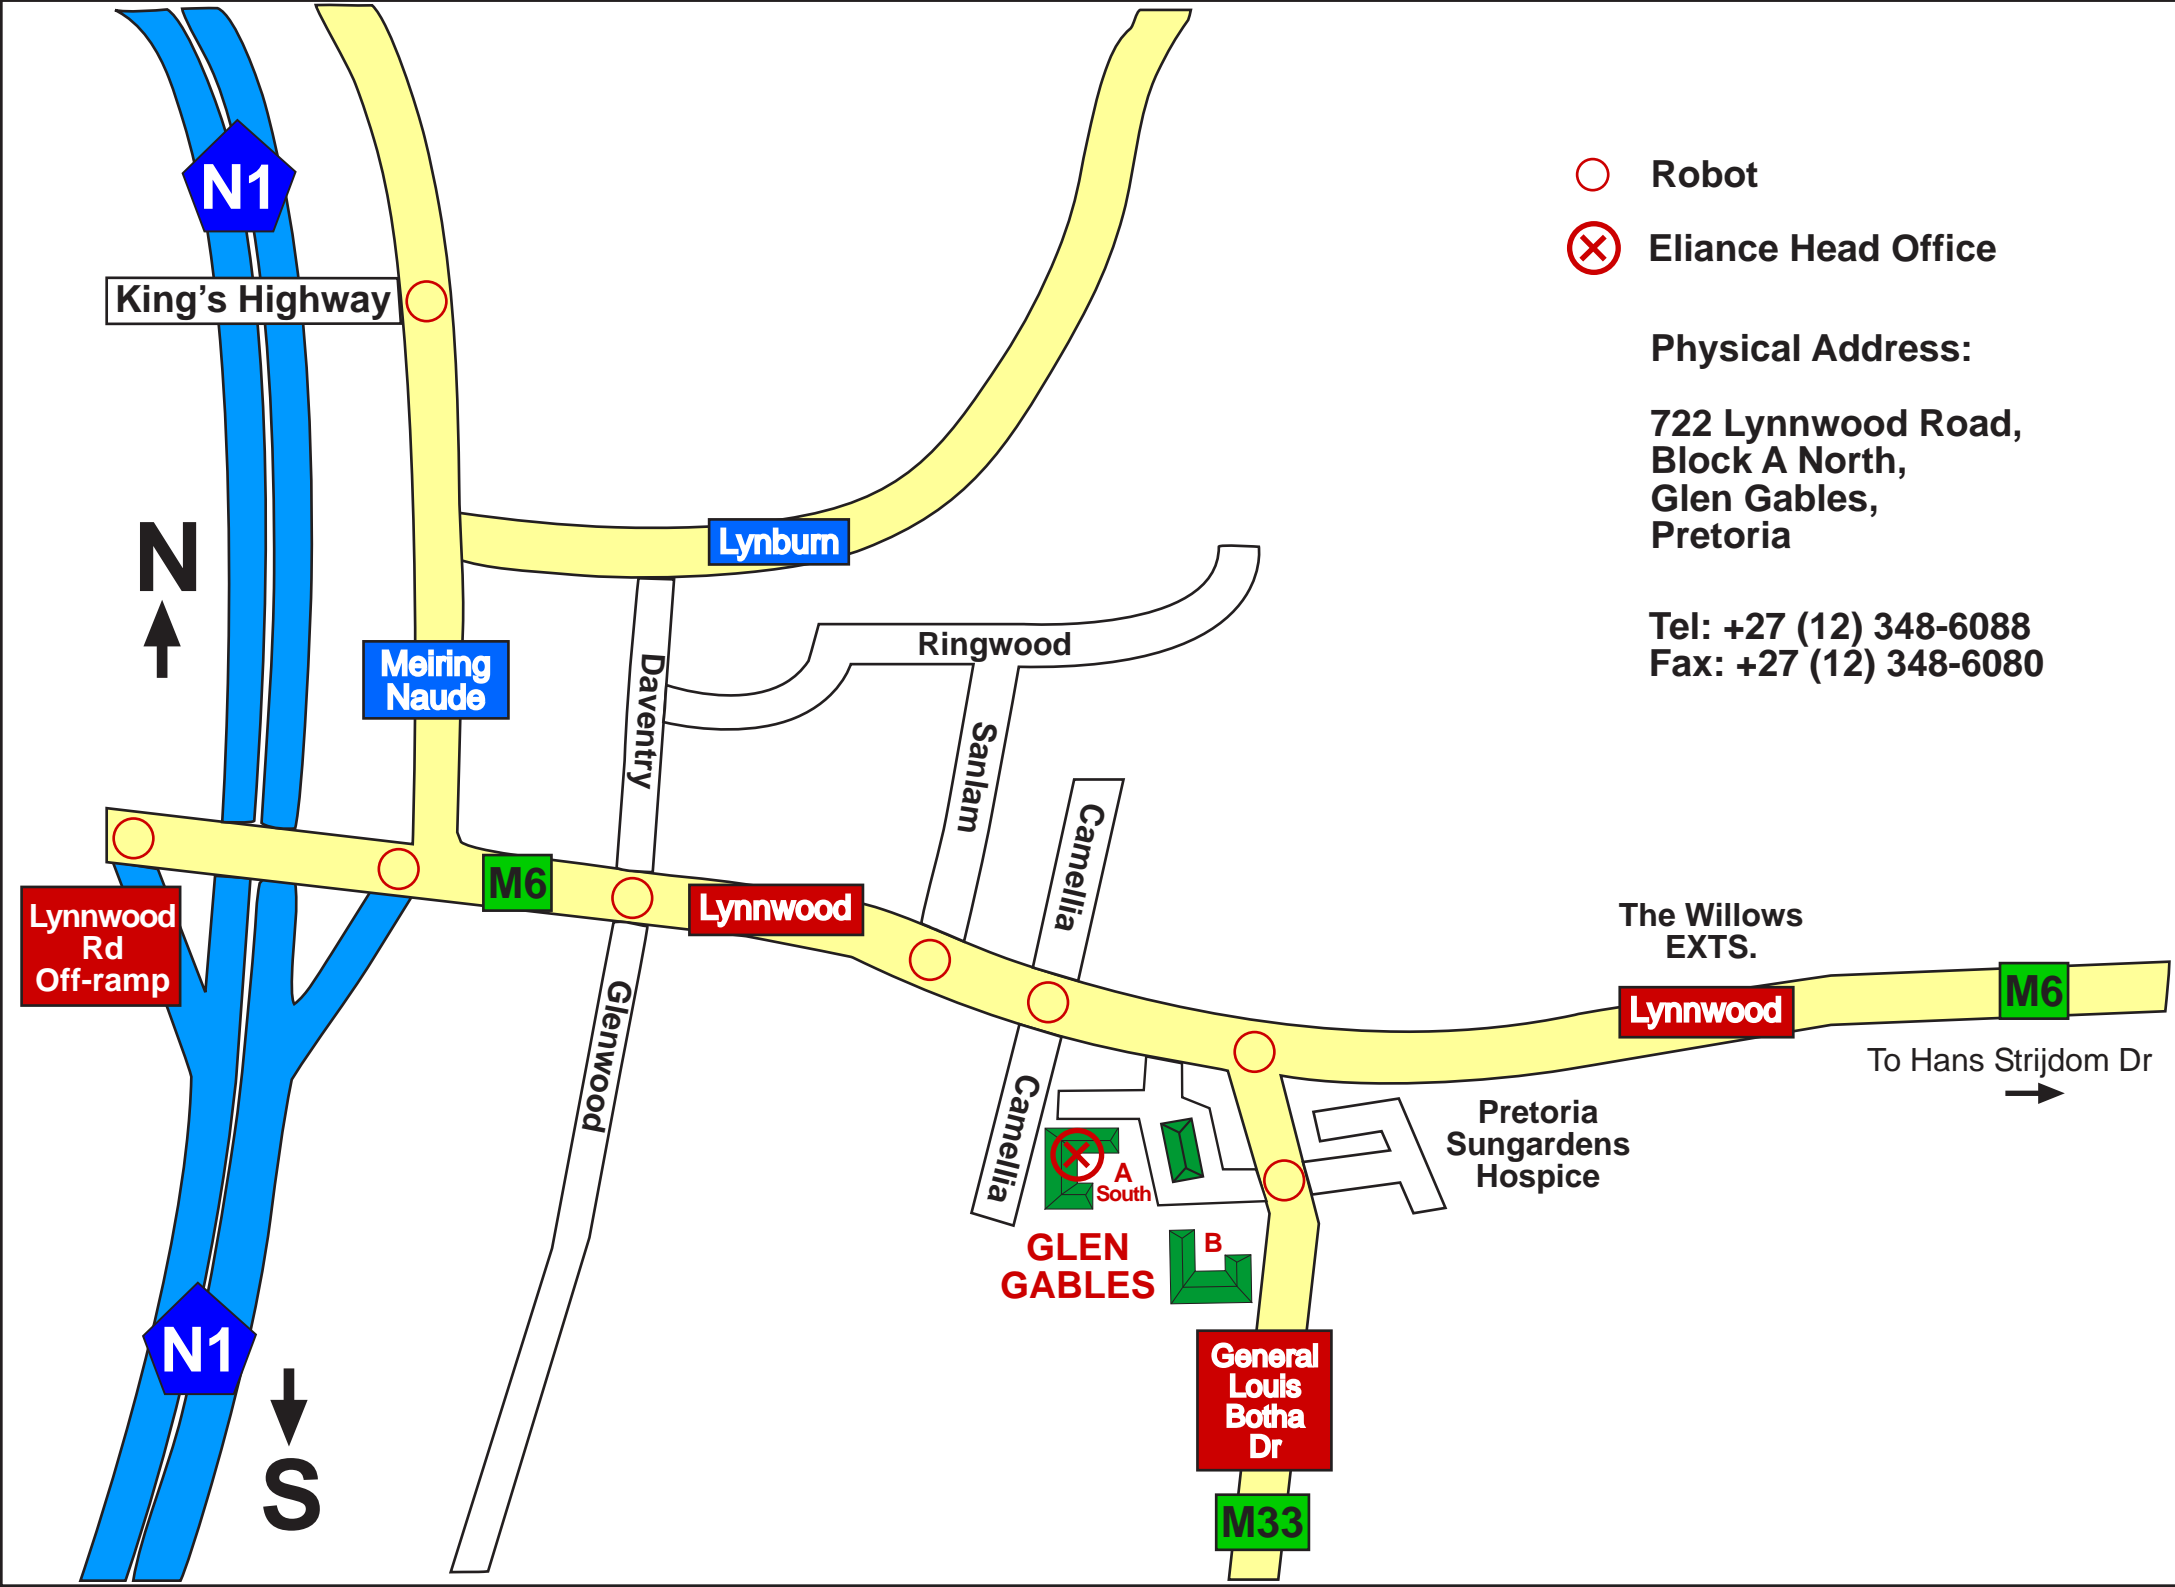 N1
King's Highway
N
Meiring
Naude
Lynburn
Daventry
Ringwood
Sanlam
Camellia
Robot
Eliance Head Office
Physical Address:
722 Lynnwood Road,
Block A North,
Glen Gables,
Pretoria
Tel: +27 (12) 348-6088
Fax: +27 (12) 348-6080
Lynnwood
Rd
Off-ramp
M6
Lynnwood
Glenwood
Camellia
The Willows
EXTS.
Lynnwood
M6
To Hans Strijdom Dr
Pretoria
Sungardens
Hospice
A
South
GLEN
GABLES
B
N1
S
General
Louis
Botha
Dr
M33